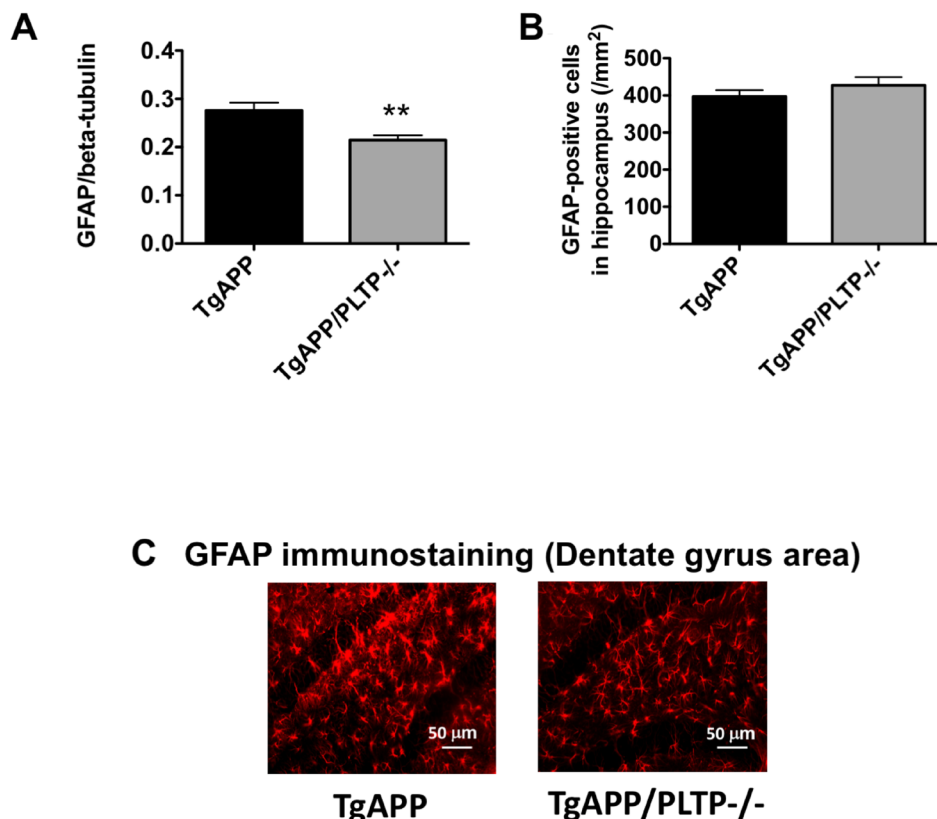 A
GFAP/beta-tubulin
0.4
0.3
0.2
0.1
0.0
**
TgAPP
TgAPP/PLTP-/-
B
GFAP-positive cells
in hippocampus (/mm²)
500
400
300
200
100
0
TgAPP
TgAPP/PLTP-/-
C GFAP immunostaining (Dentate gyrus area)
50 μm
50 μm
TgAPP
TgAPP/PLTP-/-